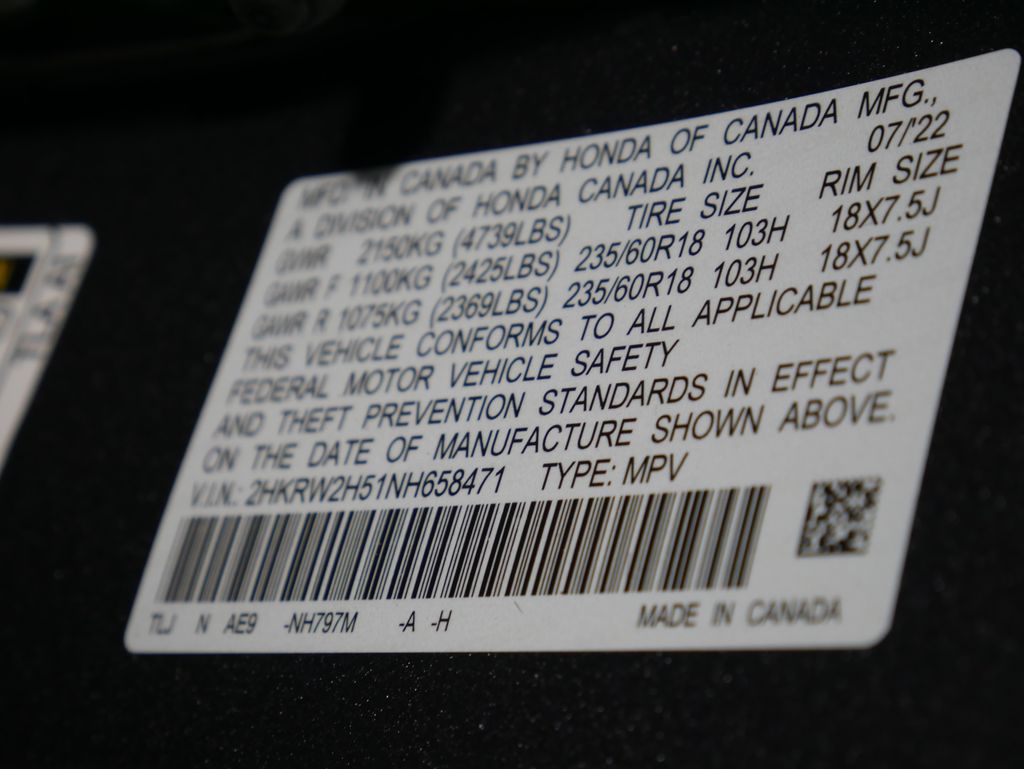 MFD. IN CANADA BY HONDA OF CANADA MFG.,
A DIVISION OF HONDA CANADA INC. 07/'22
GVWR 2150KG (4739LBS) TIRE SIZE RIM SIZE
GAWR F 1100KG (2425LBS) 235/60R18 103H 18X7.5J
GAWR R 1075KG (2369LBS) 235/60R18 103H 18X7.5J
THIS VEHICLE CONFORMS TO ALL APPLICABLE
FEDERAL MOTOR VEHICLE SAFETY
AND THEFT PREVENTION STANDARDS IN EFFECT
ON THE DATE OF MANUFACTURE SHOWN ABOVE.
V.I.N.: 2HKRW2H51NH658471 TYPE: MPV
TLJ N AE9 -NH797M -A -H MADE IN CANADA